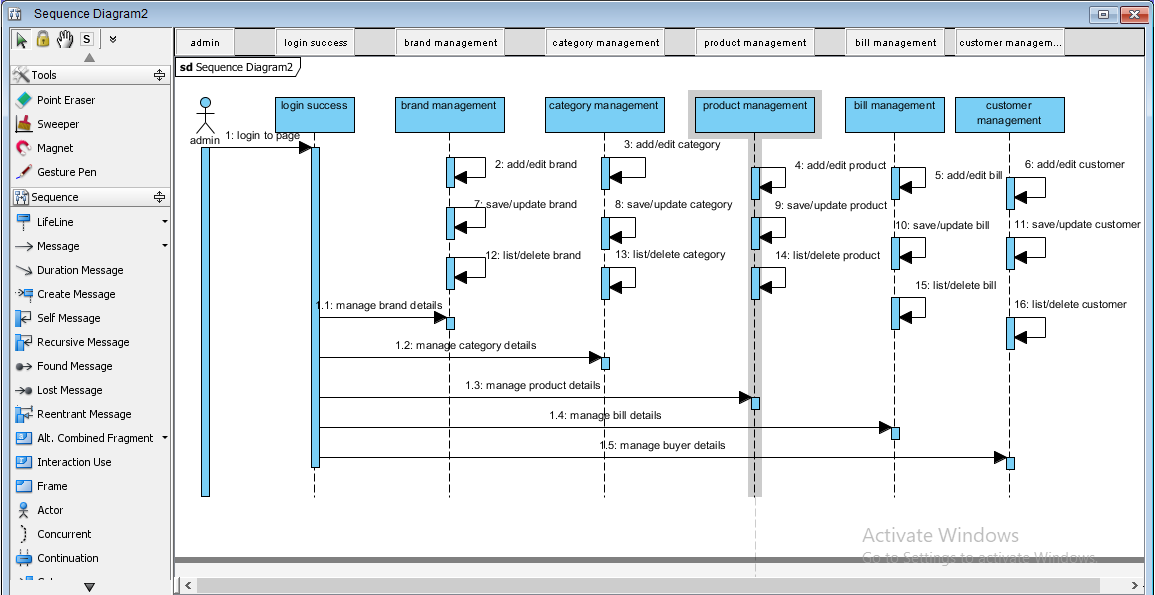 Sequence Diagram2
S
admin
login success
brand management
category management
product management
bill management
customer managem...
Tools
Point Eraser
Sweeper
Magnet
Gesture Pen
Sequence
LifeLine
Message
Duration Message
Create Message
Self Message
Recursive Message
Found Message
Lost Message
Reentrant Message
Alt. Combined Fragment
Interaction Use
Frame
Actor
Concurrent
Continuation
sd Sequence Diagram2
login success
brand management
category management
product management
bill management
customer
management
admin
1: login to page
2: add/edit brand
3: add/edit category
4: add/edit product
5: add/edit bill
6: add/edit customer
7: save/update brand
8: save/update category
9: save/update product
10: save/update bill
11: save/update customer
12: list/delete brand
13: list/delete category
14: list/delete product
15: list/delete bill
16: list/delete customer
1.1: manage brand details
1.2: manage category details
1.3: manage product details
1.4: manage bill details
1.5: manage buyer details
Activate Windows
Go to Settings to activate Windows.